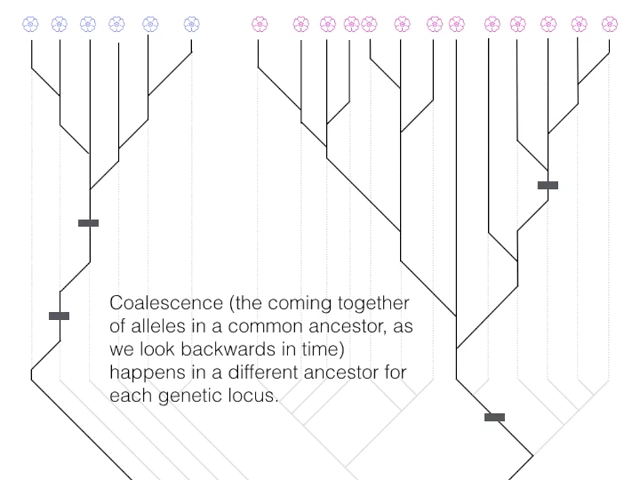 Coalescence (the coming together
of alleles in a common ancestor, as
we look backwards in time)
happens in a different ancestor for
each genetic locus.